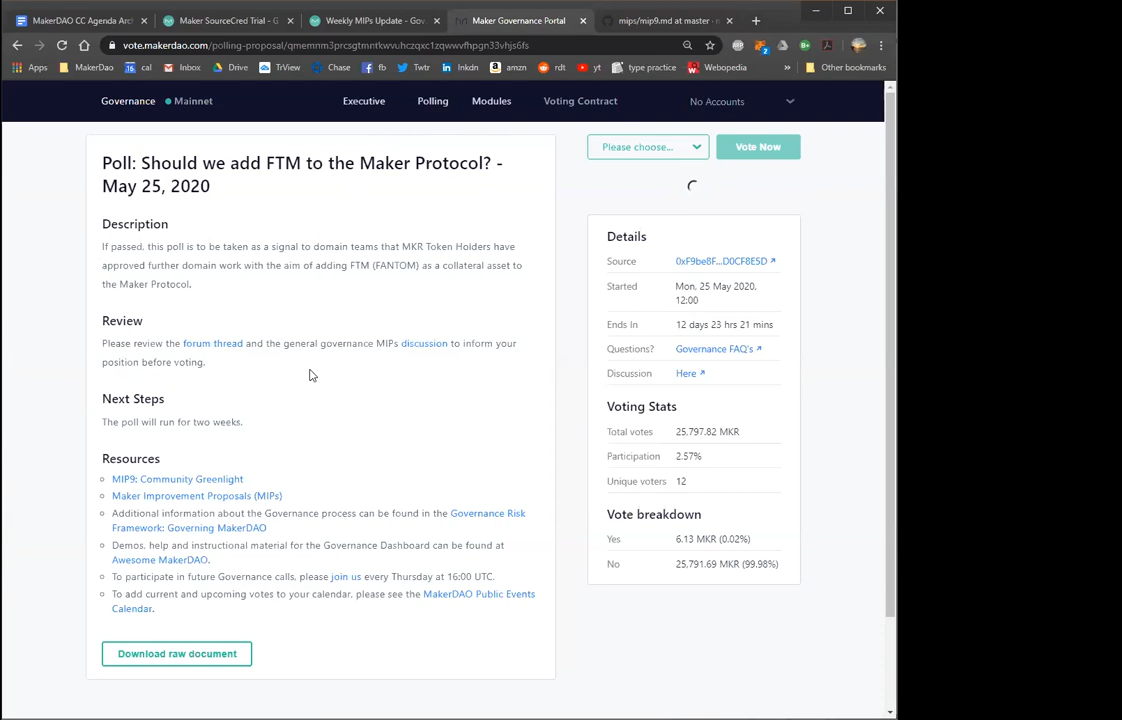 MakerDAO CC Agenda Arch
Maker SourceCred Trial - G
Weekly MIPs Update - Gov
Maker Governance Portal
mips/mip9.md at master · m
vote.makerdao.com/polling-proposal/qmemnm3prcsgtmntkwvuhczqxc1zqwwvfhpgn33vhjs6fs
Apps
MakerDao
cal
Inbox
Drive
TrView
Chase
fb
Twtr
Inkdn
amzn
rdt
yt
type practice
Webopedia
»
Other bookmarks
Governance
Mainnet
Executive
Polling
Modules
Voting Contract
No Accounts
Poll: Should we add FTM to the Maker Protocol? -
May 25, 2020
Please choose...
Vote Now
Description
If passed, this poll is to be taken as a signal to domain teams that MKR Token Holders have
approved further domain work with the aim of adding FTM (FANTOM) as a collateral asset to
the Maker Protocol.
Review
Please review the forum thread and the general governance MIPs discussion to inform your
position before voting.
Next Steps
The poll will run for two weeks.
Resources
MIP9: Community Greenlight
Maker Improvement Proposals (MIPs)
Additional information about the Governance process can be found in the Governance Risk
Framework: Governing MakerDAO
Demos, help and instructional material for the Governance Dashboard can be found at
Awesome MakerDAO.
To participate in future Governance calls, please join us every Thursday at 16:00 UTC.
To add current and upcoming votes to your calendar, please see the MakerDAO Public Events
Calendar.
Download raw document
Details
Source 0xF9be8F...D0CF8E5D
Started Mon, 25 May 2020,
12:00
Ends In 12 days 23 hrs 21 mins
Questions? Governance FAQ's
Discussion Here
Voting Stats
Total votes 25,797.82 MKR
Participation 2.57%
Unique voters 12
Vote breakdown
Yes 6.13 MKR (0.02%)
No 25,791.69 MKR (99.98%)